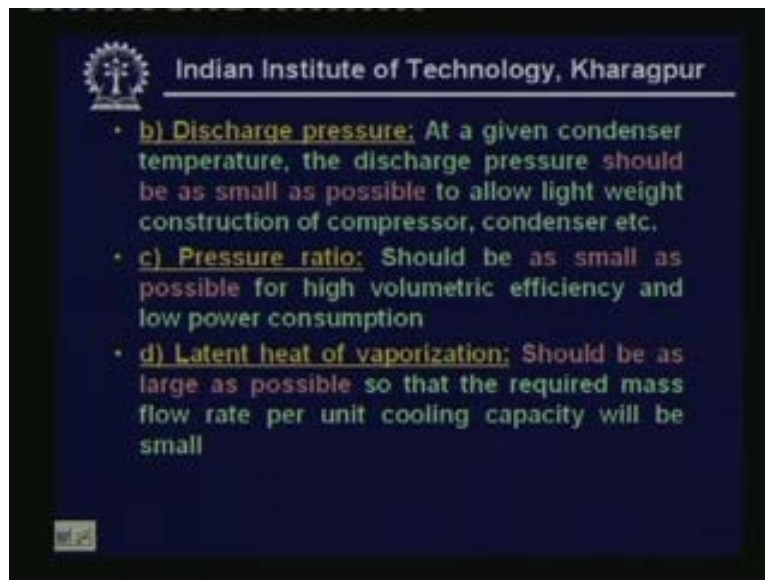 Indian Institute of Technology, Kharagpur
• b) Discharge pressure: At a given condenser
temperature, the discharge pressure should
be as small as possible to allow light weight
construction of compressor, condenser etc.
• c) Pressure ratio: Should be as small as
possible for high volumetric efficiency and
low power consumption
• d) Latent heat of vaporization: Should be as
large as possible so that the required mass
flow rate per unit cooling capacity will be
small